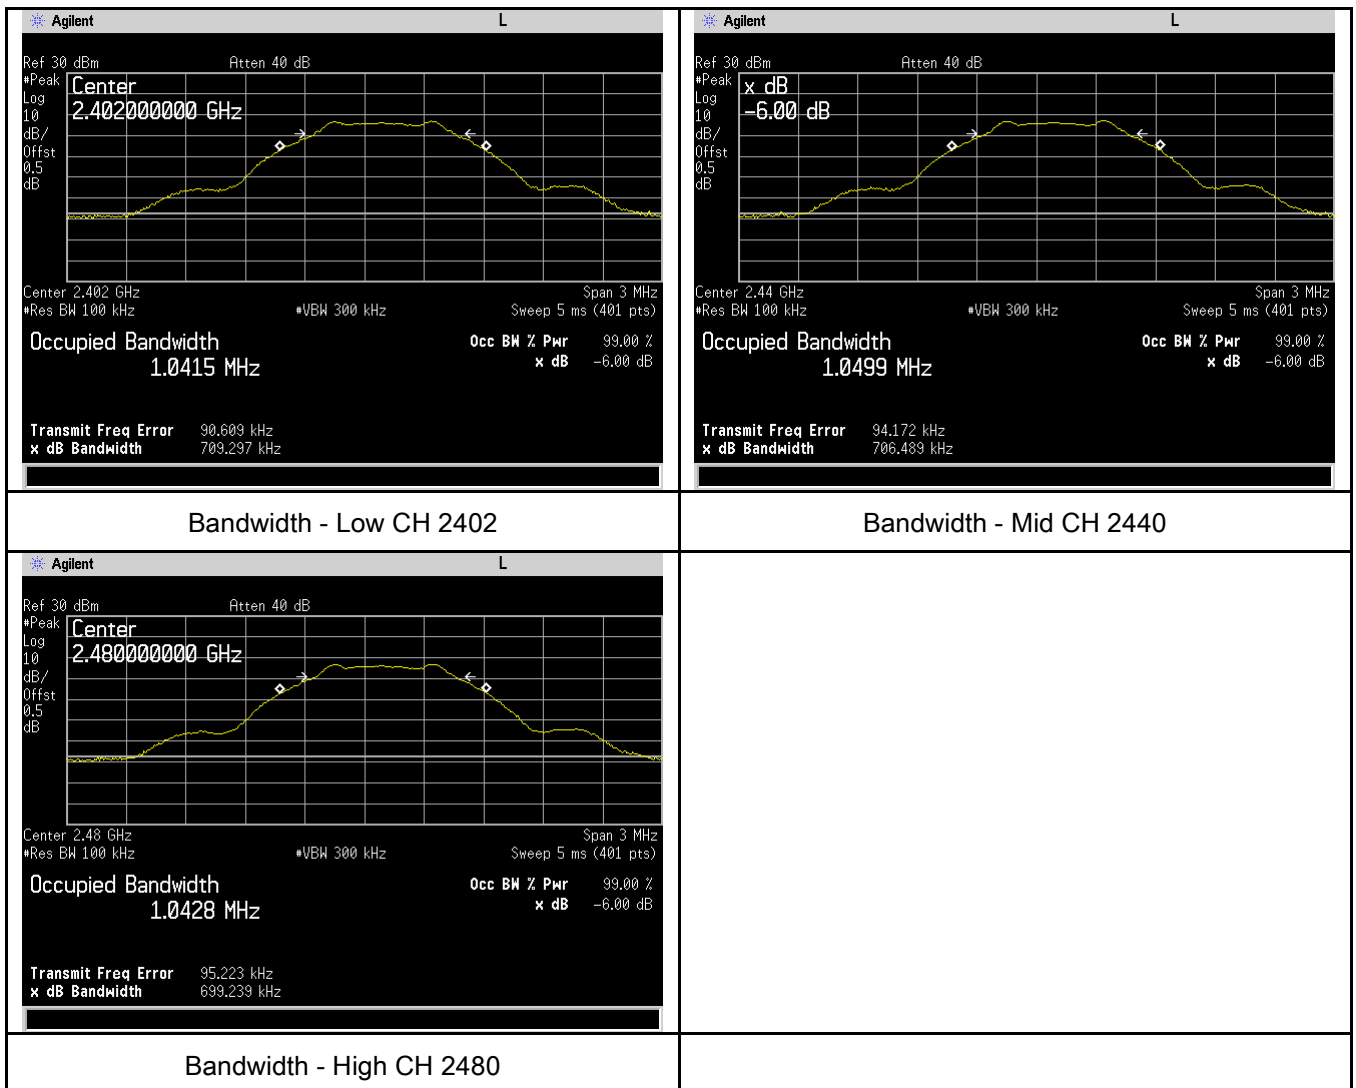 Agilent L
Ref 30 dBm Atten 40 dB
#Peak
Log
10
dB/
Offst
0.5
dB
Center
2.402000000 GHz
Center 2.402 GHz Span 3 MHz
#Res BW 100 kHz #VBW 300 kHz Sweep 5 ms (401 pts)
Occupied Bandwidth Occ BW % Pwr 99.00 %
1.0415 MHz x dB -6.00 dB
Transmit Freq Error 90.609 kHz
x dB Bandwidth 709.297 kHz
Bandwidth - Low CH 2402
Agilent L
Ref 30 dBm Atten 40 dB
#Peak
Log
10
dB/
Offst
0.5
dB
x dB
-6.00 dB
Center 2.44 GHz Span 3 MHz
#Res BW 100 kHz #VBW 300 kHz Sweep 5 ms (401 pts)
Occupied Bandwidth Occ BW % Pwr 99.00 %
1.0499 MHz x dB -6.00 dB
Transmit Freq Error 94.172 kHz
x dB Bandwidth 706.489 kHz
Bandwidth - Mid CH 2440
Agilent L
Ref 30 dBm Atten 40 dB
#Peak
Log
10
dB/
Offst
0.5
dB
Center
2.480000000 GHz
Center 2.48 GHz Span 3 MHz
#Res BW 100 kHz #VBW 300 kHz Sweep 5 ms (401 pts)
Occupied Bandwidth Occ BW % Pwr 99.00 %
1.0428 MHz x dB -6.00 dB
Transmit Freq Error 95.223 kHz
x dB Bandwidth 699.239 kHz
Bandwidth - High CH 2480